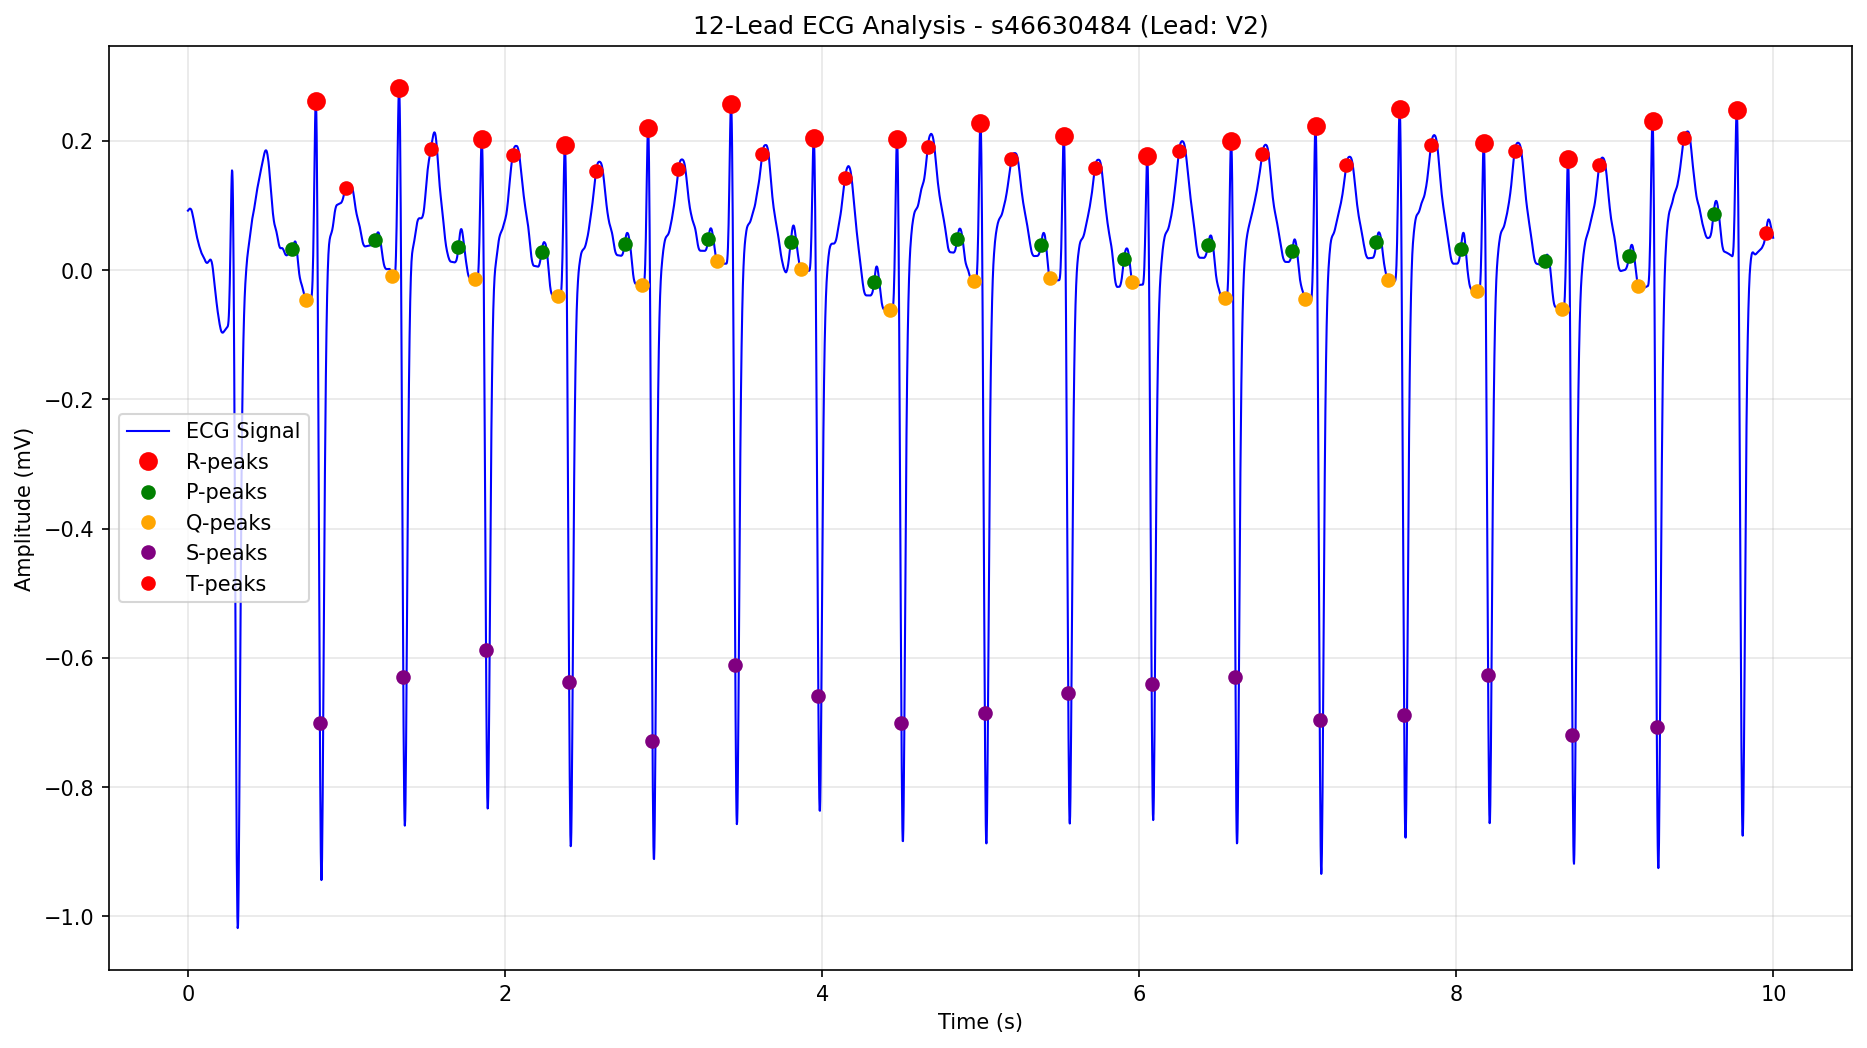 12-Lead ECG Analysis - s46630484 (Lead: V2)
Amplitude (mV)
0.2
0.0
−0.2
−0.4
−0.6
−0.8
−1.0
ECG Signal
R-peaks
P-peaks
Q-peaks
S-peaks
T-peaks
0 2 4 6 8 10
Time (s)